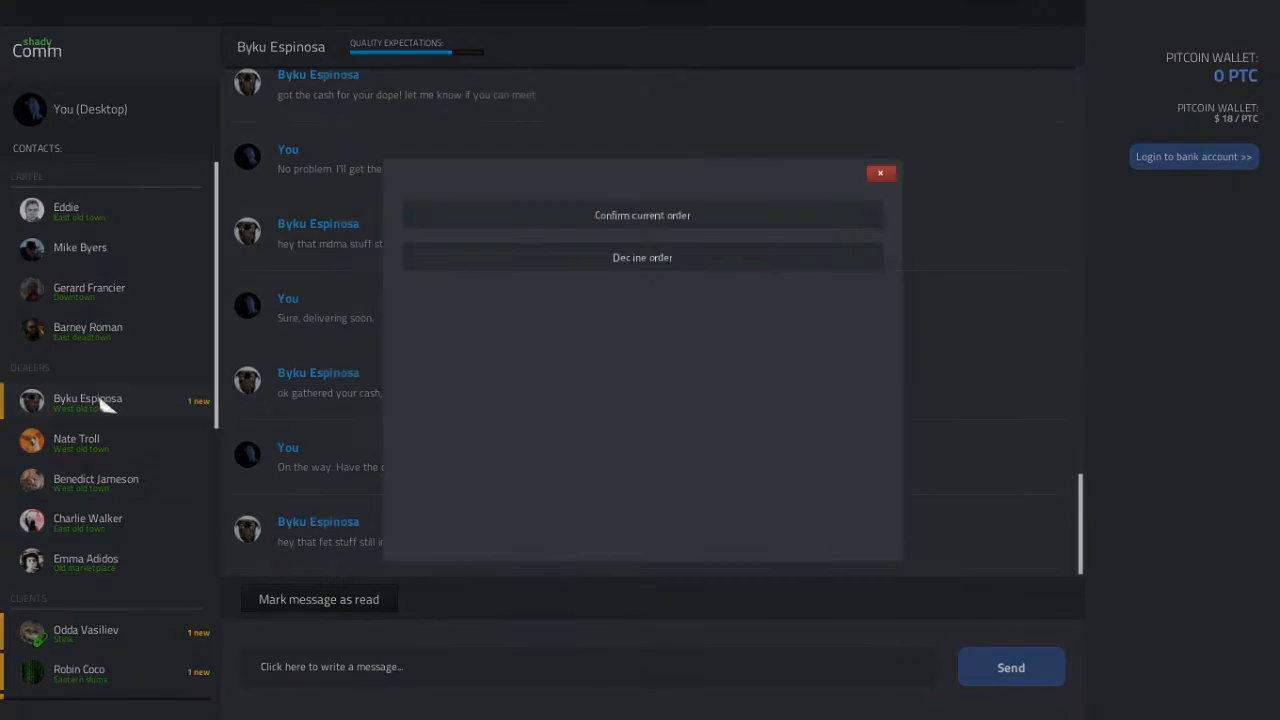 shady
Comm
You (Desktop)
CONTACTS:
CARTEL
Eddie
East old town
Mike Byers
Gerard Francier
Downtown
Barney Roman
East deadtown
DEALERS
Byku Espinosa
1 new
West old
Nate Troll
West old town
Benedict Jameson
West old town
Charlie Walker
East old town
Emma Adidos
Old marketplace
CLIENTS
Odda Vasiliev
1 new
Stink
Robin Coco
1 new
Eastern slums
Byku Espinosa
QUALITY EXPECTATIONS:
Byku Espinosa
got the cash for your dope! let me know if you can meet
You
No problem. I'll get the
Byku Espinosa
hey that mdma stuff st
You
Sure, delivering soon.
Byku Espinosa
ok gathered your cash,
You
On the way. Have the
Byku Espinosa
hey that fet stuff still
Confirm current order
Decline order
Mark message as read
Click here to write a message...
Send
PITCOIN WALLET:
0 PTC
PITCOIN WALLET:
$ 18 / PTC
Login to bank account >>